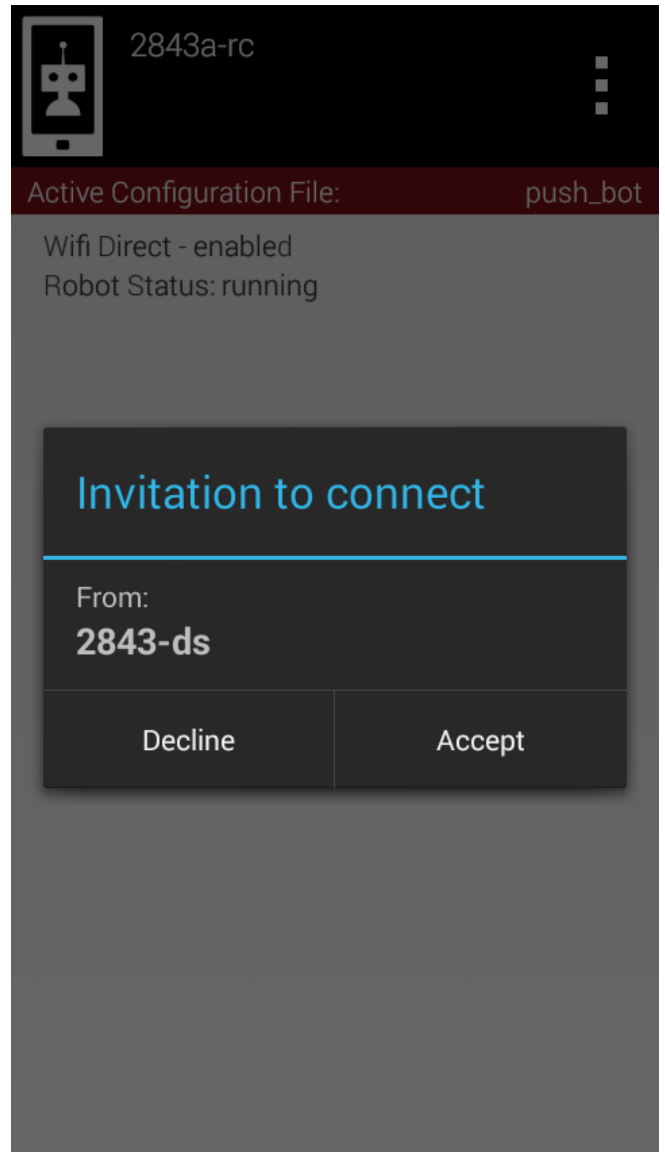 2843a-rc
Active Configuration File: push_bot
Wifi Direct - enabled
Robot Status: running
Invitation to connect
From:
2843-ds
Decline Accept